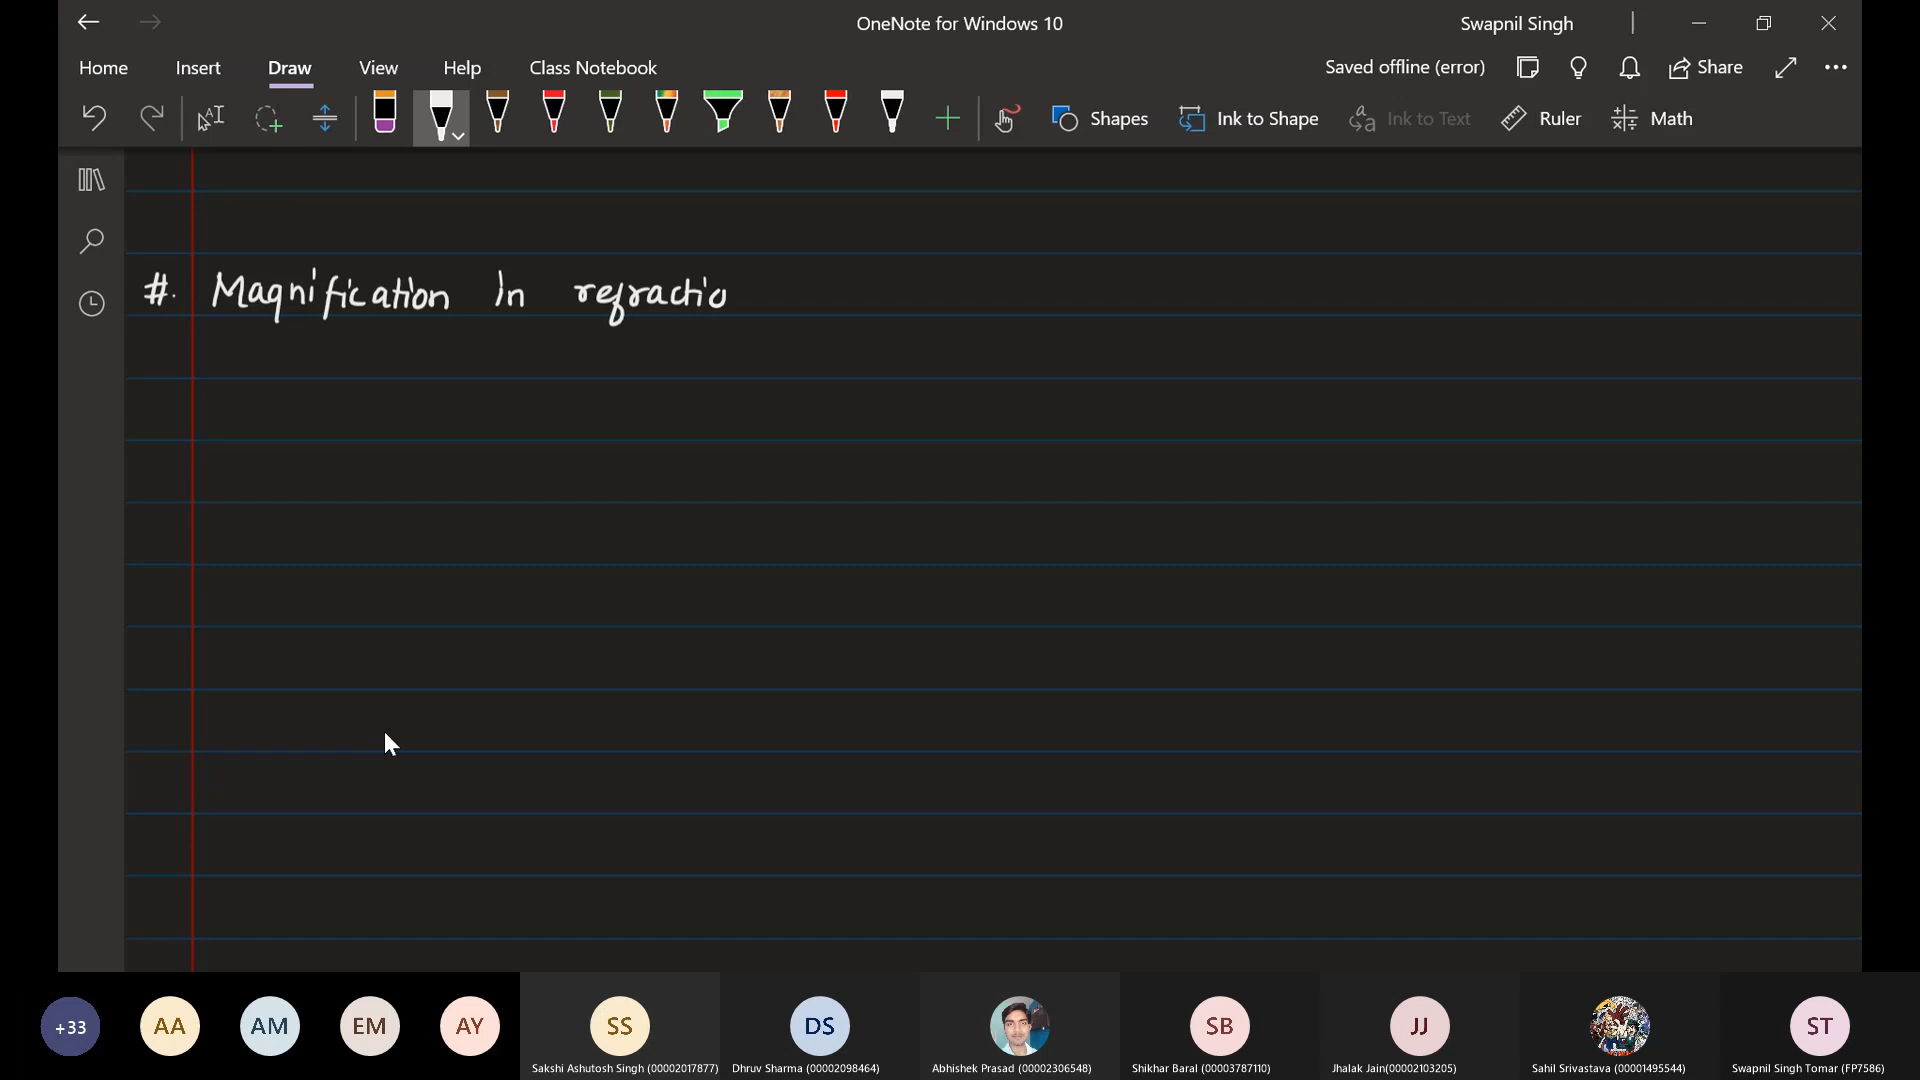 OneNote for Windows 10
Swapnil Singh
Home Insert Draw View Help Class Notebook
Saved offline (error) Share
Shapes Ink to Shape Ink to Text Ruler Math
#. Magnification In refractio
+33 AA AM EM AY SS DS SB JJ ST
Sakshi Ashutosh Singh (00002017877) Dhruv Sharma (00002098464) Abhishek Prasad (00002306548) Shikhar Baral (00003787110) Jhalak Jain(00002103205) Sahil Srivastava (00001495544) Swapnil Singh Tomar (FP7586)